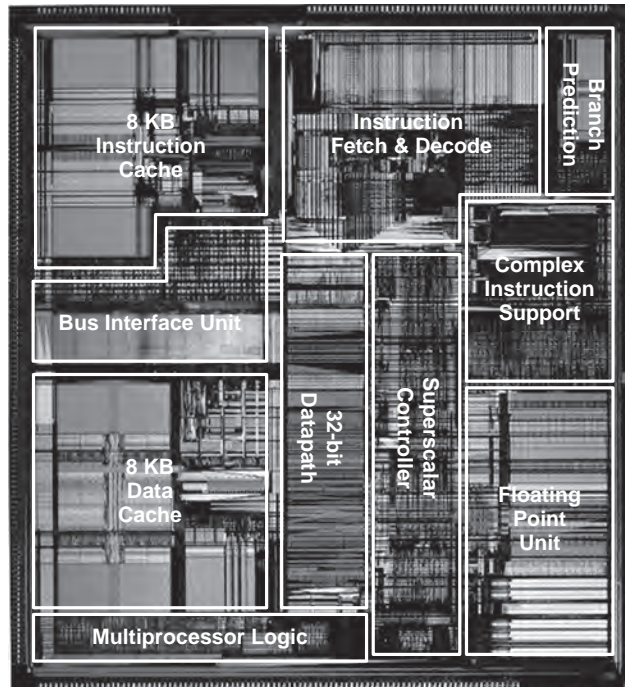 8 KB
Instruction
Cache
Instruction
Fetch & Decode
Branch
Prediction
Bus Interface Unit
Complex
Instruction
Support
8 KB
Data
Cache
32-bit
Datapath
Superscalar
Controller
Floating
Point
Unit
Multiprocessor Logic